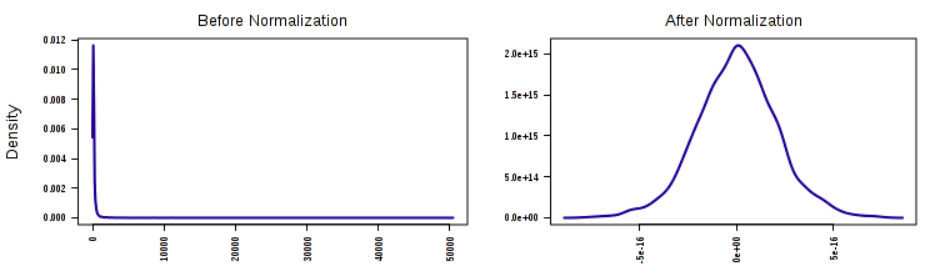 Before Normalization
After Normalization
Density
0.012
0.010
0.008
0.006
0.004
0.002
0.000
0
10000
20000
30000
40000
50000
2.0e+15
1.5e+15
1.0e+15
5.0e+14
0.0e+00
-5e-16
0e+00
5e-16